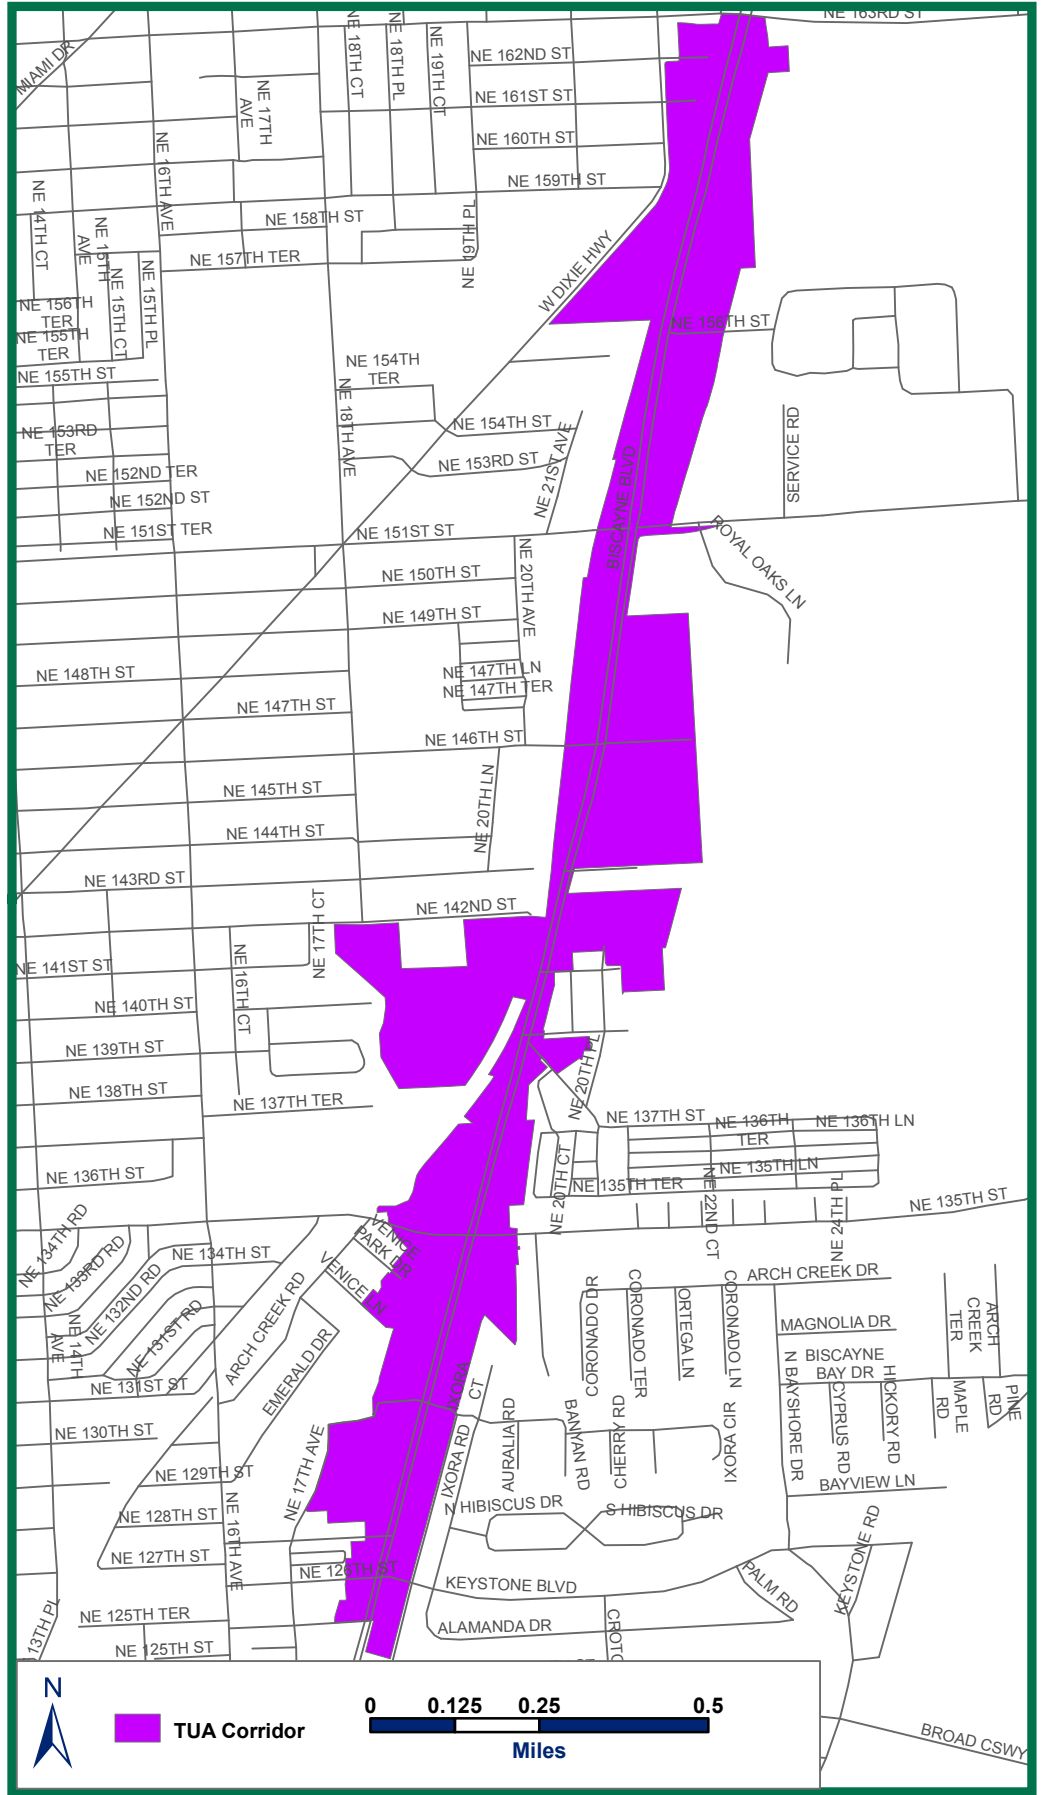 NE 163RD ST
MIAMI DR
NE 18TH CT
NE 18TH PL
NE 19TH CT
NE 162ND ST
NE 17TH
AVE
NE 161ST ST
NE 160TH ST
NE 16TH AVE
NE 159TH ST
NE 14TH CT
NE 158TH ST
NE 19TH PL
NE 15TH
AVE
NE 157TH TER
W DIXIE HWY
NE 15TH CT
NE 15TH PL
NE 156TH
TER
NE 156TH ST
NE 155TH
TER
NE 154TH
TER
NE 155TH ST
NE 18TH AVE
NE 154TH ST
NE 21ST AVE
NE 153RD
TER
NE 153RD ST
SERVICE RD
BISCAYNE BLVD
NE 152ND TER
NE 152ND ST
NE 151ST TER
NE 151ST ST
ROYAL OAKS LN
NE 20TH AVE
NE 150TH ST
NE 149TH ST
NE 148TH ST
NE 147TH LN
NE 147TH TER
NE 147TH ST
NE 146TH ST
NE 145TH ST
NE 20TH LN
NE 144TH ST
NE 143RD ST
NE 17TH CT
NE 142ND ST
NE 141ST ST
NE 16TH CT
NE 140TH ST
NE 139TH ST
NE 20TH PL
NE 138TH ST
NE 137TH TER
NE 137TH ST
NE 136TH
TER
NE 136TH LN
NE 136TH ST
NE 20TH CT
NE 135TH LN
NE 135TH TER
NE 22ND CT
NE 24TH PL
NE 135TH ST
NE 134TH RD
NE 133RD RD
NE 132ND RD
NE 131ST RD
NE 134TH ST
VENICE
PARK DR
VENICE LN
ARCH CREEK RD
EMERALD DR
NE 14TH
AVE
NE 131ST ST
ARCH CREEK DR
CORONADO DR
CORONADO TER
ORTEGA LN
CORONADO LN
MAGNOLIA DR
ARCH
CREEK
TER
BISCAYNE
BAY DR
N BAYSHORE DR
CYPRUS RD
HICKORY RD
MAPLE
RD
PINE
RD
IXORA
CT
IXORA RD
AURALIA RD
BANYAN RD
CHERRY RD
IXORA CIR
NE 130TH ST
NE 17TH AVE
NE 129TH ST
BAYVIEW LN
N HIBISCUS DR
S HIBISCUS DR
NE 128TH ST
NE 16TH AVE
NE 127TH ST
NE 126TH ST
KEYSTONE BLVD
PALM RD
KEYSTONE RD
NE 125TH TER
ALAMANDA DR
CROTO
13TH PL
NE 125TH ST
N
TUA Corridor
0 0.125 0.25 0.5
Miles
BROAD CSWY